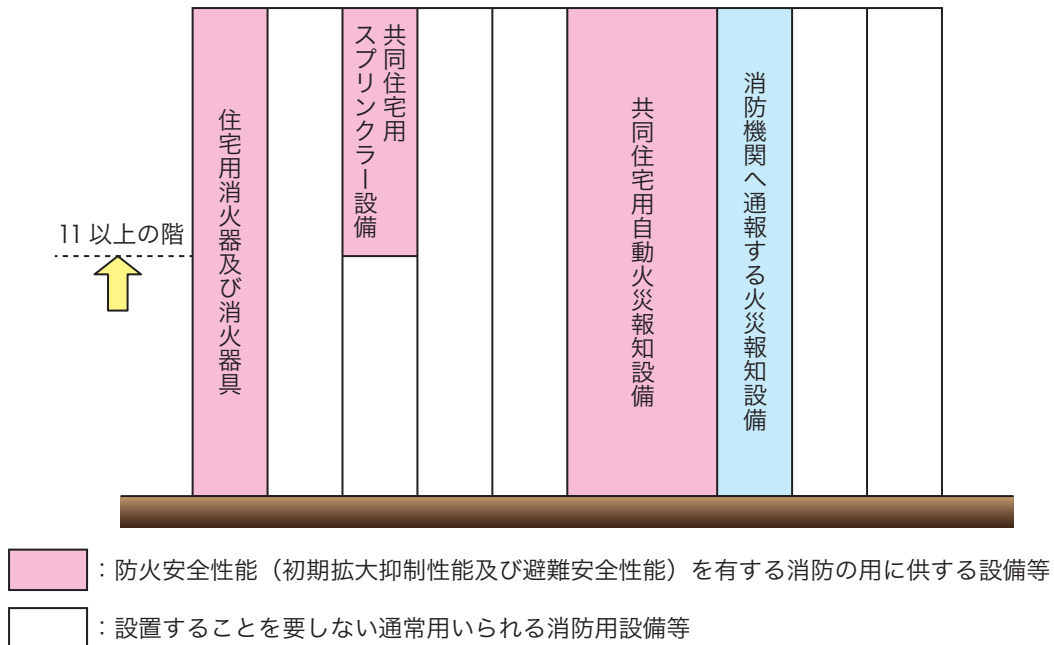 11 以上の階
住宅用消火器及び消火器具
共同住宅用
スプリンクラー設備
共同住宅用自動火災報知設備
消防機関へ通報する火災報知設備
：防火安全性能（初期拡大抑制性能及び避難安全性能）を有する消防の用に供する設備等
：設置することを要しない通常用いられる消防用設備等